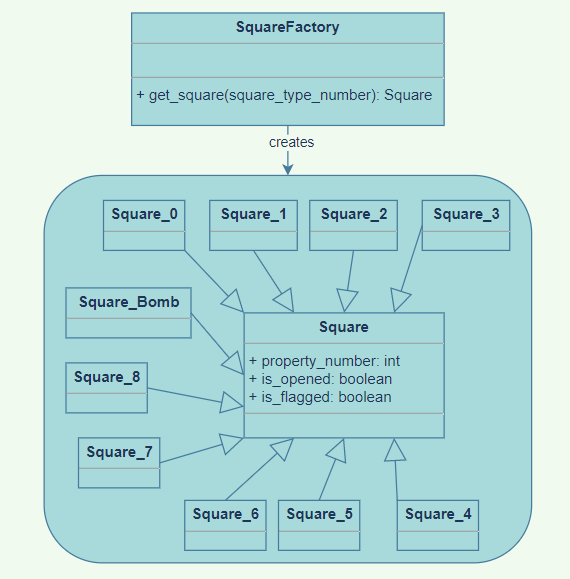 SquareFactory
+ get_square(square_type_number): Square
creates
Square_0
Square_1
Square_2
Square_3
Square_Bomb
Square
+ property_number: int
+ is_opened: boolean
+ is_flagged: boolean
Square_8
Square_7
Square_6
Square_5
Square_4